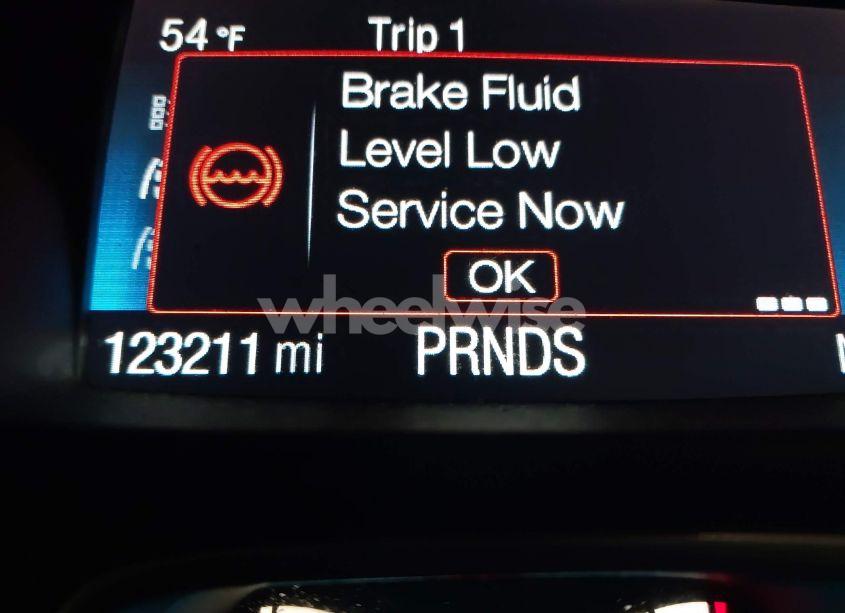 54 °F Trip 1
Brake Fluid
Level Low
Service Now
OK
wheelwise
123211 mi PRNDS